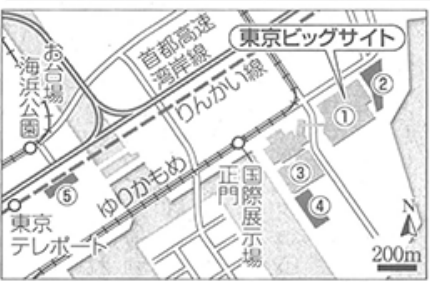 東京ビッグサイト
首都高速
湾岸線
お台場
海浜公園
りんかい線
ゆりかもめ
①
②
③
④
⑤
国際展示場
正門
東京
テレポート
N
200m